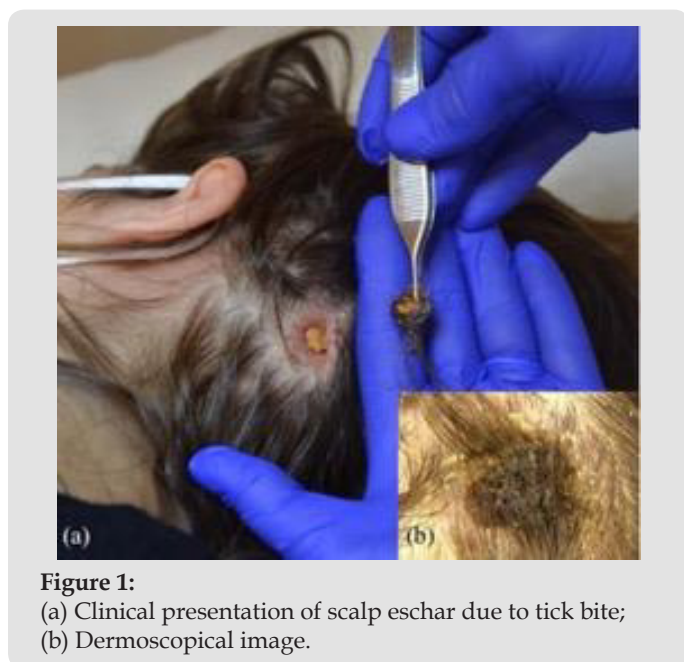 (a)
(b)
Figure 1:
(a) Clinical presentation of scalp eschar due to tick bite;
(b) Dermoscopical image.